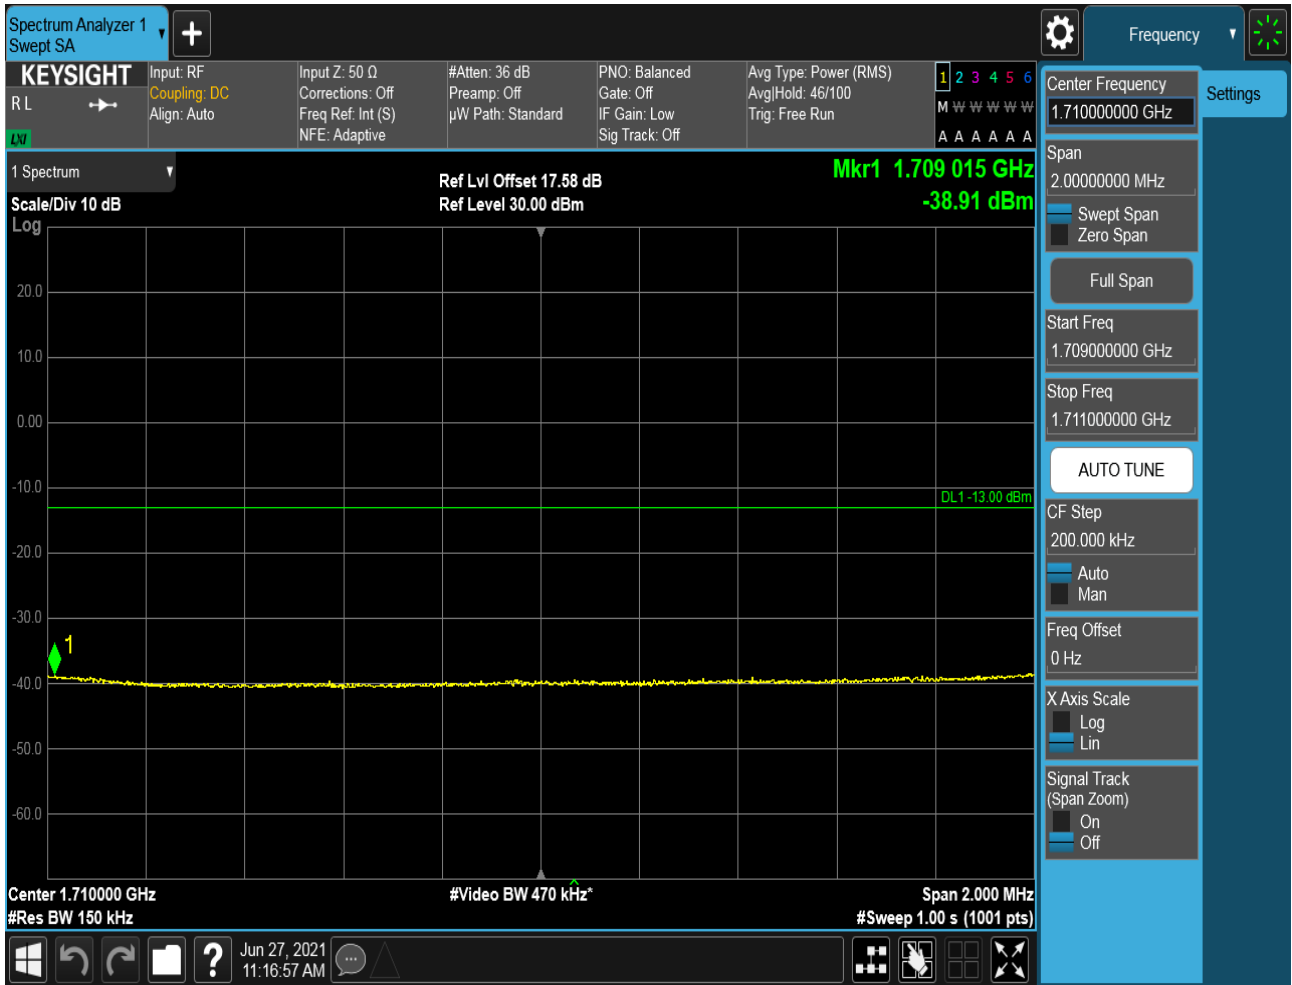 Spectrum Analyzer 1
Swept SA
Frequency
KEYSIGHT
R L
LXI
Input: RF
Coupling: DC
Align: Auto
Input Z: 50 Ω
Corrections: Off
Freq Ref: Int (S)
NFE: Adaptive
#Atten: 36 dB
Preamp: Off
µW Path: Standard
PNO: Balanced
Gate: Off
IF Gain: Low
Sig Track: Off
Avg Type: Power (RMS)
Avg|Hold: 46/100
Trig: Free Run
1 2 3 4 5 6
M W W W W W
A A A A A A
1 Spectrum
Scale/Div 10 dB
Log
Ref Lvl Offset 17.58 dB
Ref Level 30.00 dBm
Mkr1 1.709 015 GHz
-38.91 dBm
20.0
10.0
0.00
-10.0
DL1 -13.00 dBm
-20.0
-30.0
1
-40.0
-50.0
-60.0
Center 1.710000 GHz
#Video BW 470 kHz*
Span 2.000 MHz
#Res BW 150 kHz
#Sweep 1.00 s (1001 pts)
?
Jun 27, 2021
11:16:57 AM
Center Frequency
1.710000000 GHz
Settings
Span
2.00000000 MHz
Swept Span
Zero Span
Full Span
Start Freq
1.709000000 GHz
Stop Freq
1.711000000 GHz
AUTO TUNE
CF Step
200.000 kHz
Auto
Man
Freq Offset
0 Hz
X Axis Scale
Log
Lin
Signal Track
(Span Zoom)
On
Off